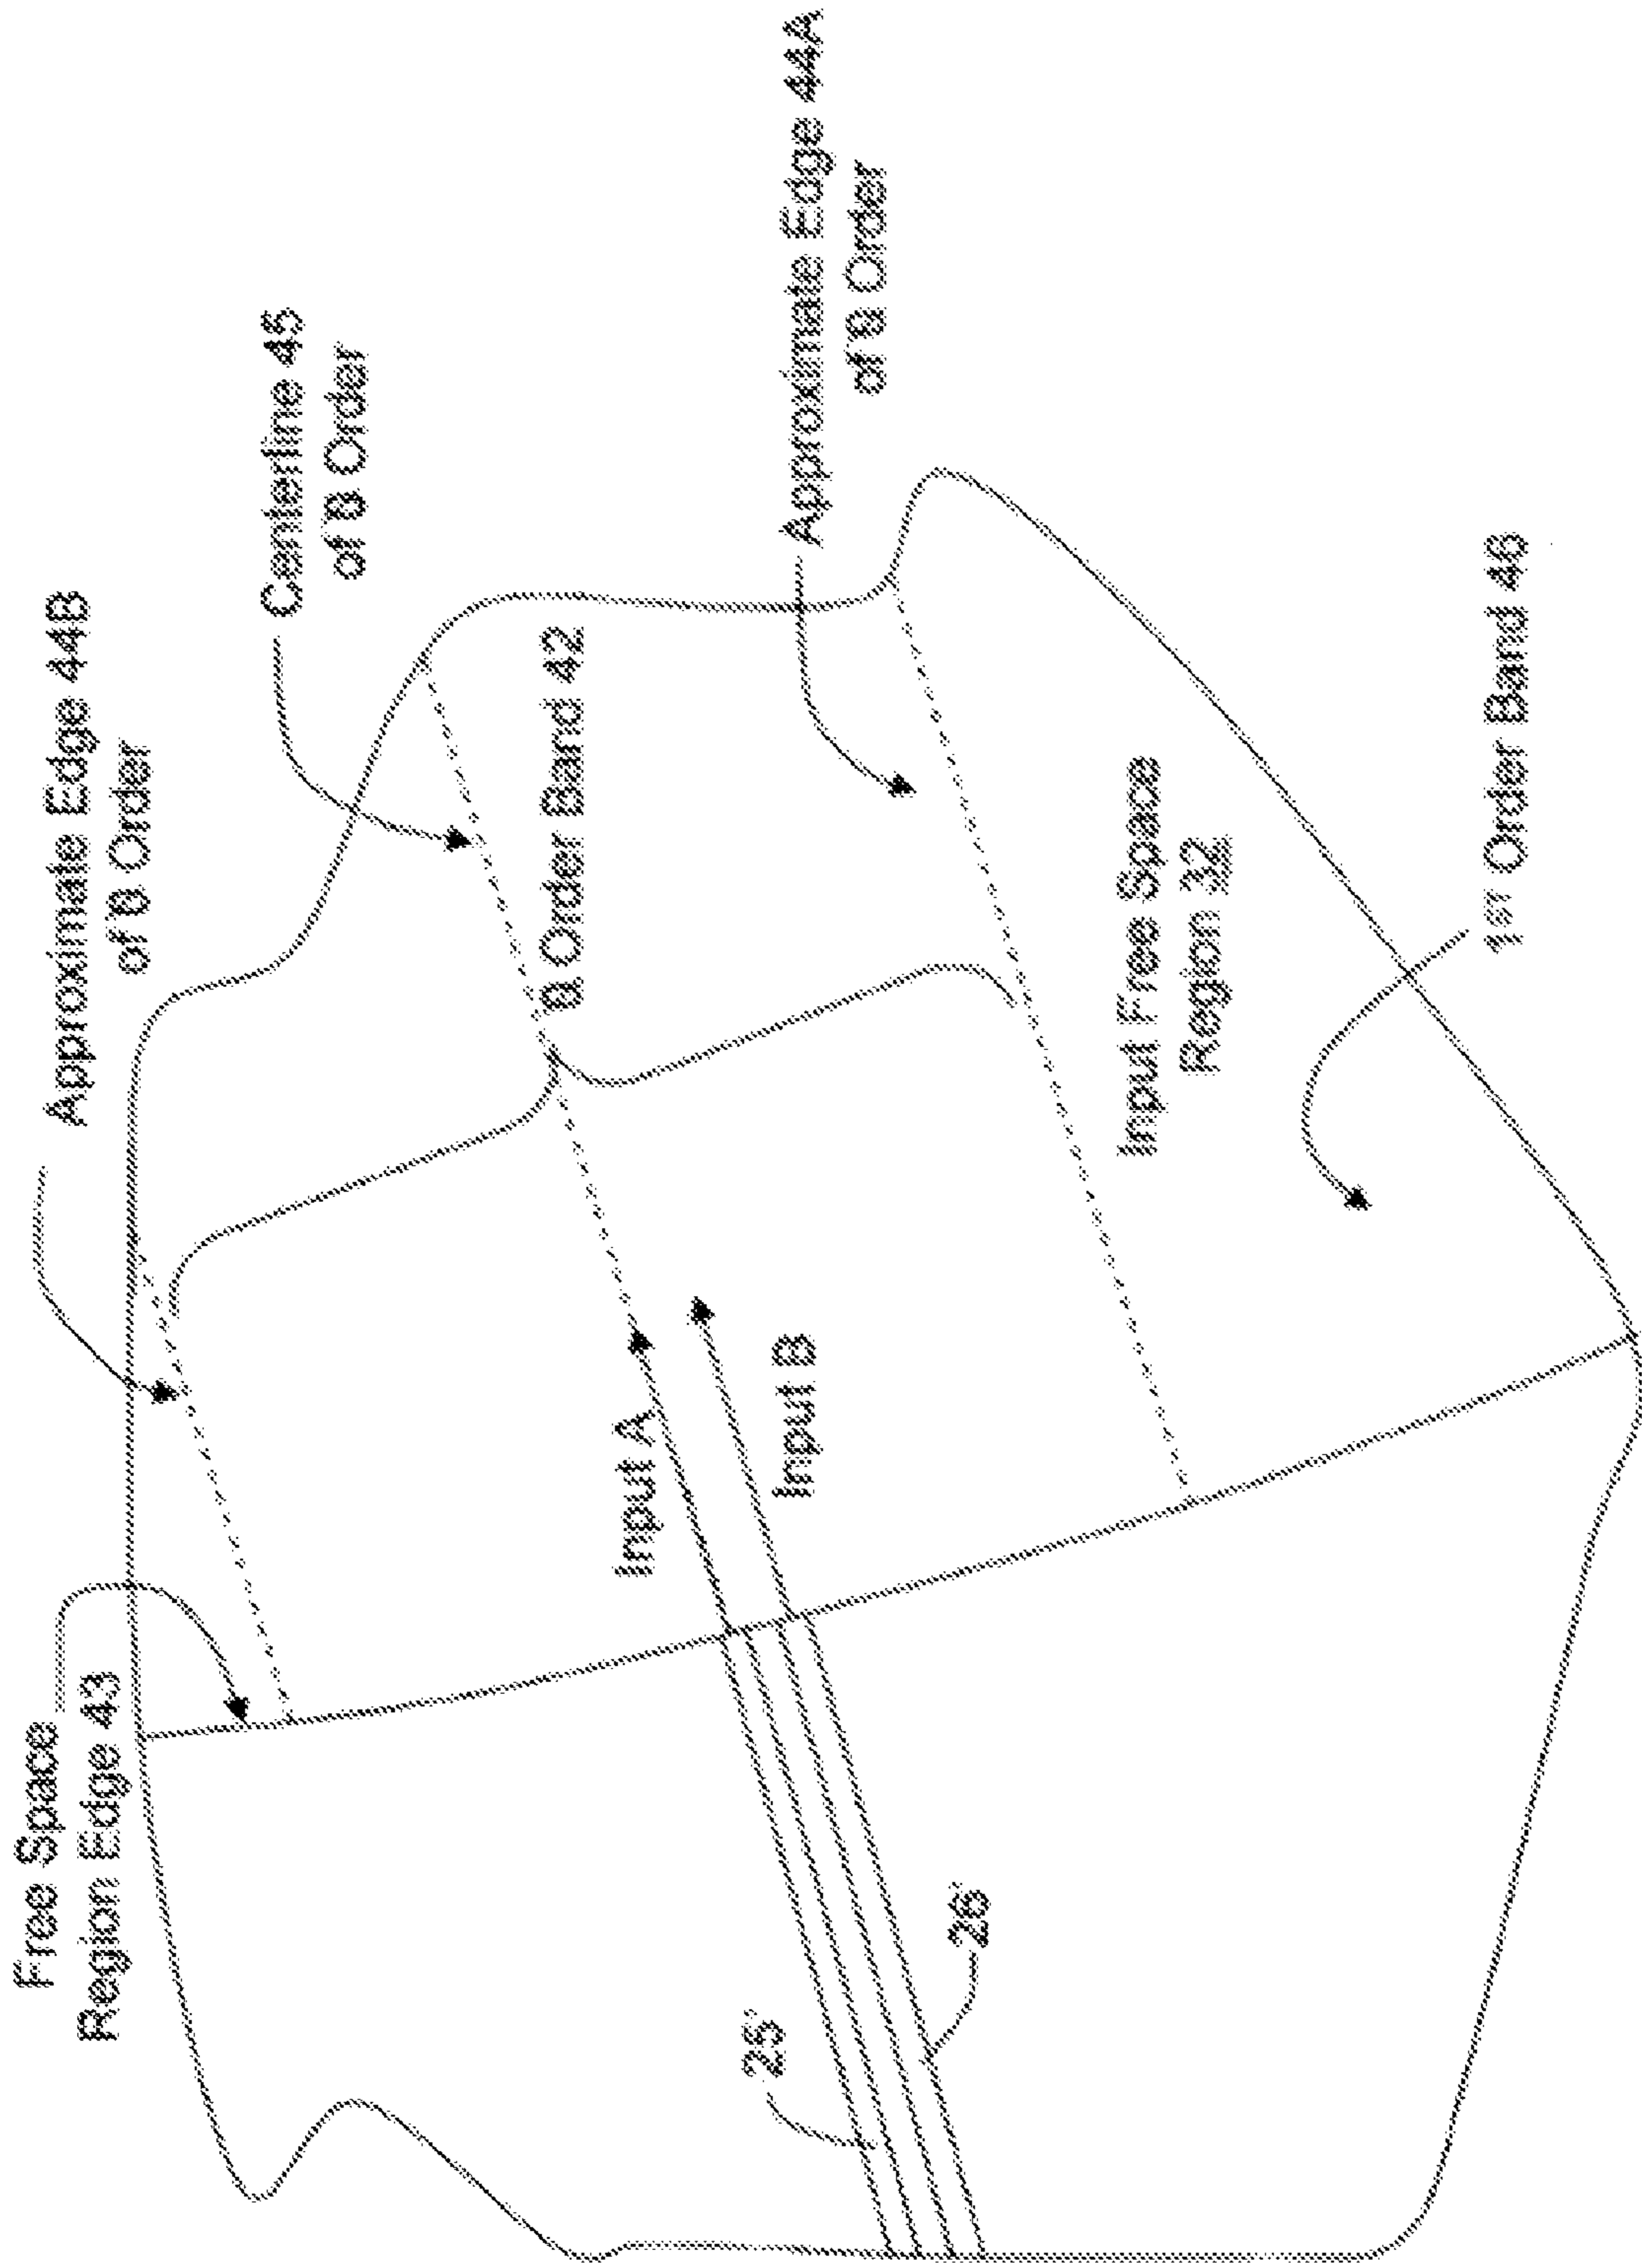 Free Space
Region Edge 43
Approximate Edge 44B
of 0 Order
Centerline 45
of 0 Order
0 Order Band 42
Input A
25'
Input B
Approximate Edge 44A
of 0 Order
26'
Input Free Space
Region 32
1ST Order Band 46